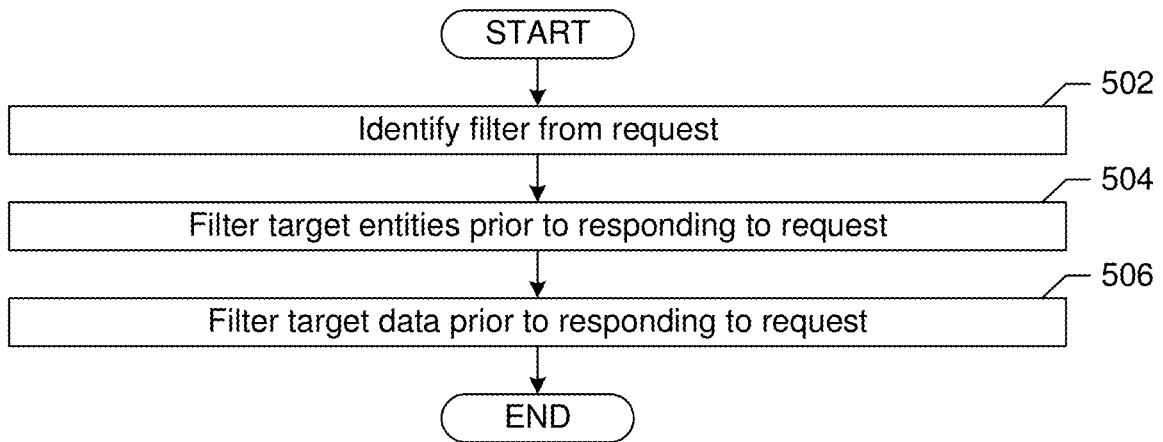 START
502
Identify filter from request
504
Filter target entities prior to responding to request
506
Filter target data prior to responding to request
END